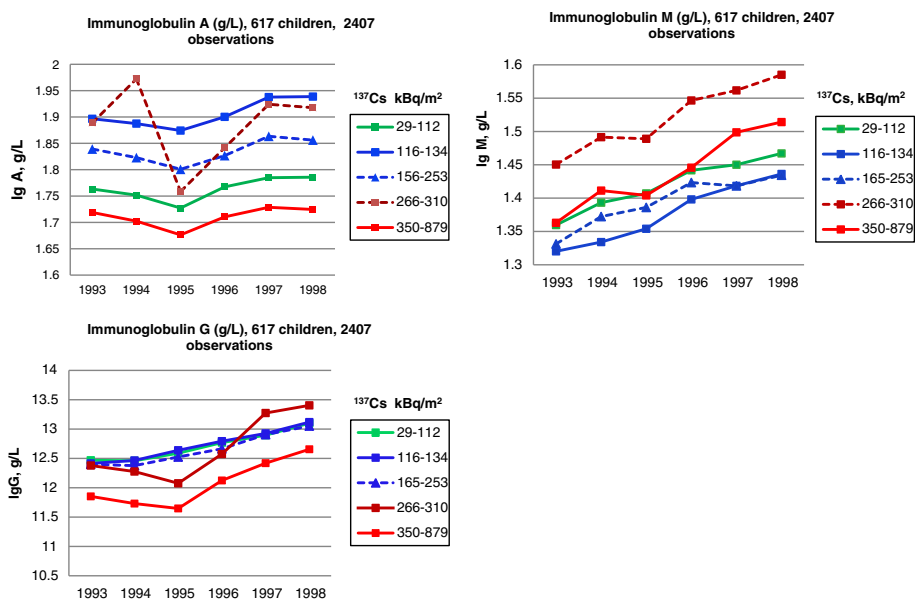 Immunoglobulin A (g/L), 617 children, 2407
observations
2
1.95
1.9
1.85
1.8
1.75
1.7
1.65
1.6
Ig A, g/L
1993 1994 1995 1996 1997 1998
¹³⁷Cs kBq/m²
29-112
116-134
156-253
266-310
350-879
Immunoglobulin M (g/L), 617 children, 2407
observations
1.6
1.55
1.5
1.45
1.4
1.35
1.3
Ig M, g/L
1993 1994 1995 1996 1997 1998
¹³⁷Cs, kBq/m²
29-112
116-134
165-253
266-310
350-879
Immunoglobulin G (g/L), 617 children, 2407
observations
14
13.5
13
12.5
12
11.5
11
10.5
IgG, g/L
1993 1994 1995 1996 1997 1998
¹³⁷Cs kBq/m²
29-112
116-134
165-253
266-310
350-879